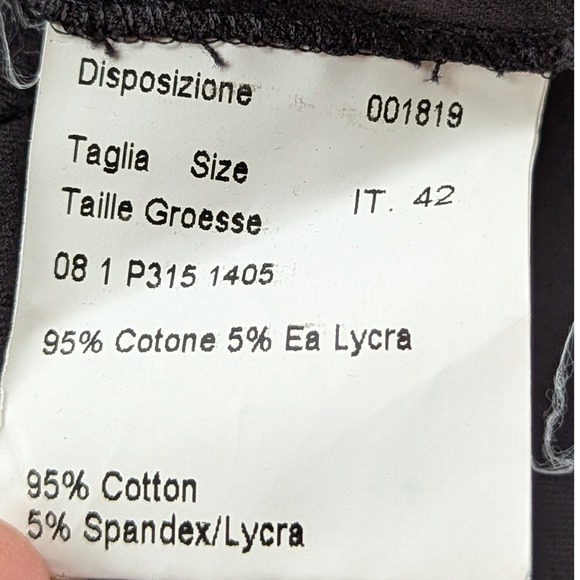 Disposizione 001819
Taglia Size
Taille Groesse IT. 42
08 1 P315 1405
95% Cotone 5% Ea Lycra
95% Cotton
5% Spandex/Lycra